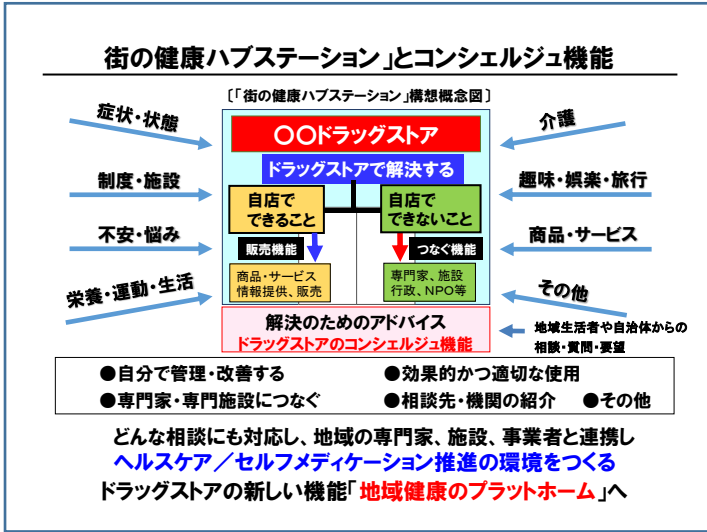 街の健康ハブステーション」とコンシェルジュ機能
〔「街の健康ハブステーション」構想概念図〕
症状・状態
制度・施設
不安・悩み
栄養・運動・生活
〇〇ドラッグストア
ドラッグストアで解決する
自店で
できること
自店で
できないこと
販売機能
つなぐ機能
商品・サービス
情報提供、販売
専門家、施設
行政、NPO等
介護
趣味・娯楽・旅行
商品・サービス
その他
解決のためのアドバイス
ドラッグストアのコンシェルジュ機能
地域生活者や自治体からの
相談・質問・要望
●自分で管理・改善する ●効果的かつ適切な使用
●専門家・専門施設につなぐ ●相談先・機関の紹介 ●その他
どんな相談にも対応し、地域の専門家、施設、事業者と連携し
ヘルスケア／セルフメディケーション推進の環境をつくる
ドラッグストアの新しい機能「地域健康のプラットホーム」へ